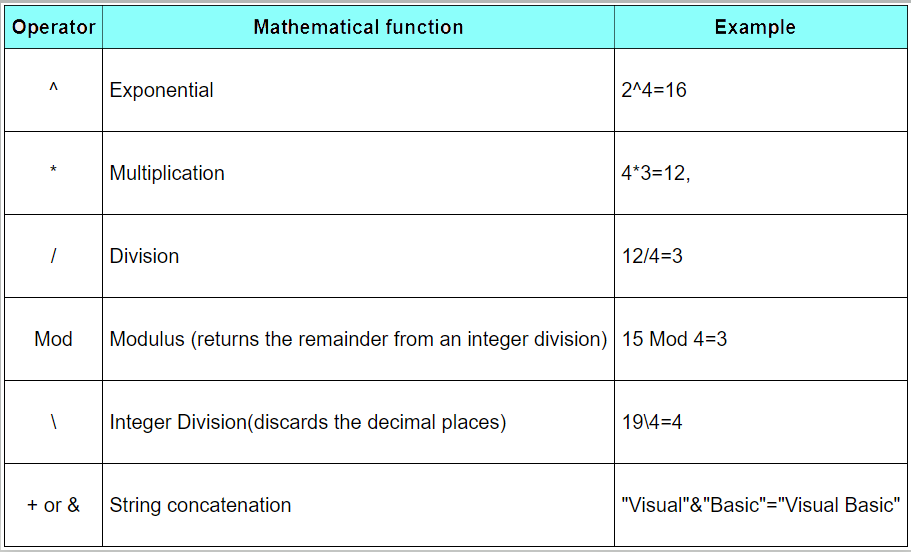 Operator Mathematical function Example
^ Exponential 2^4=16
* Multiplication 4*3=12,
/ Division 12/4=3
Mod Modulus (returns the remainder from an integer division) 15 Mod 4=3
\ Integer Division(discards the decimal places) 19\4=4
+ or & String concatenation "Visual"&"Basic"="Visual Basic"